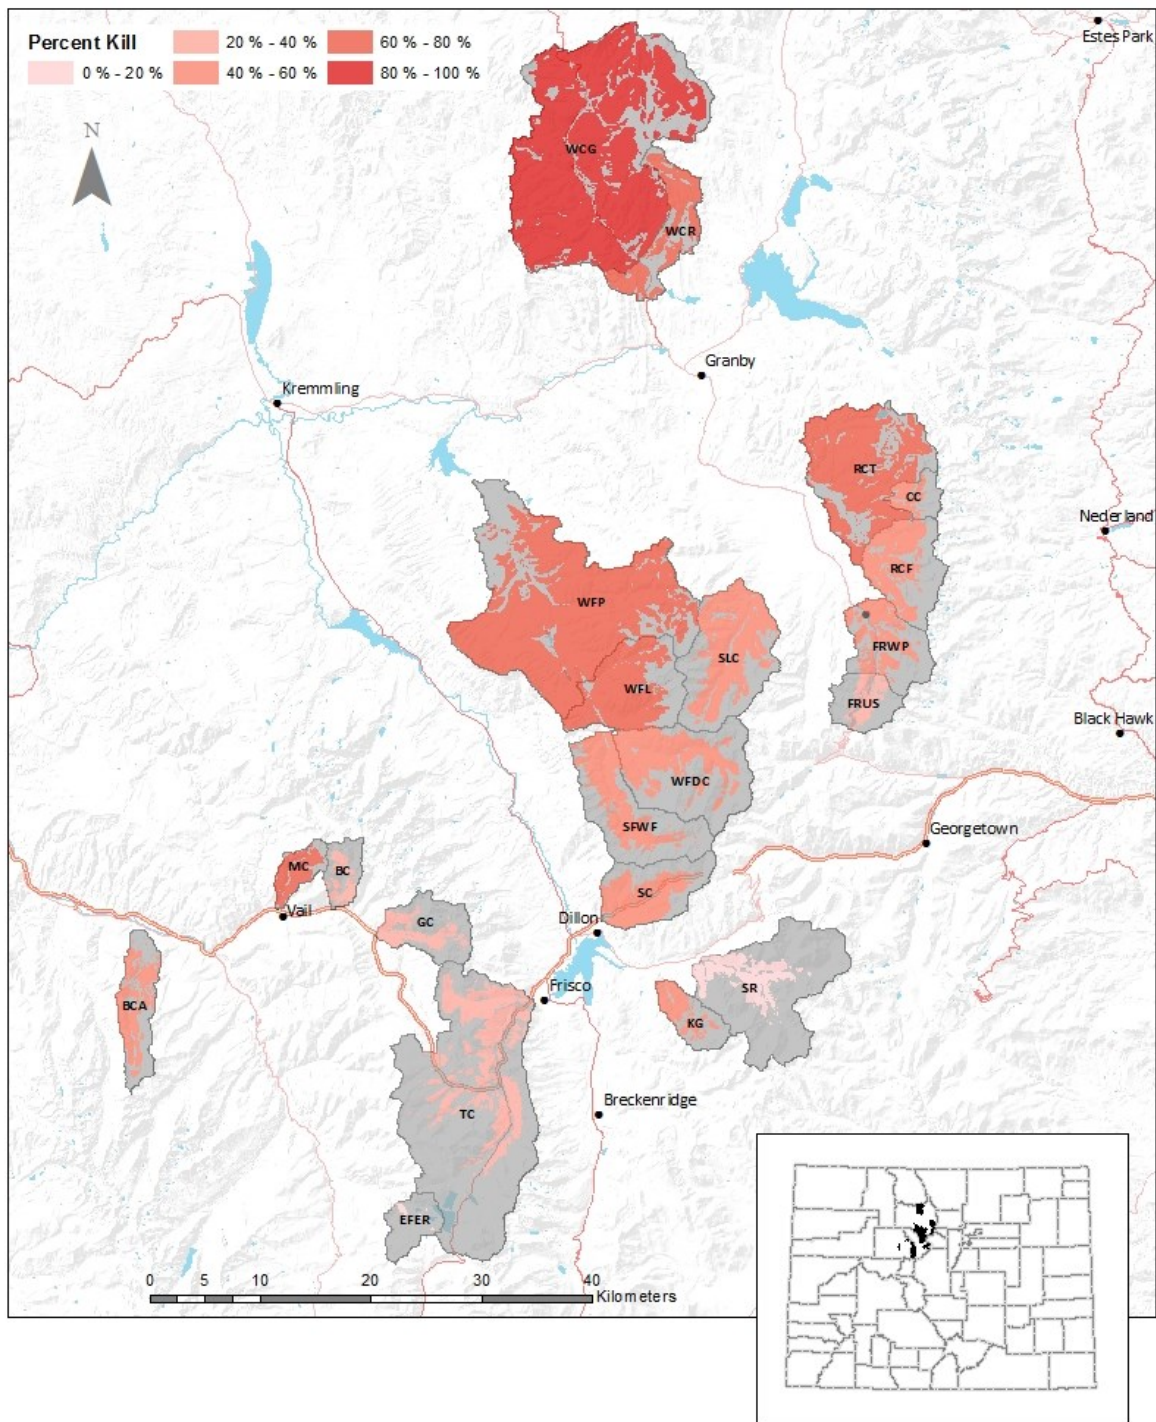 Estes Park
Percent Kill
20 % - 40 %
60 % - 80 %
0 % - 20 %
40 % - 60 %
80 % - 100 %
N
WCG
WCR
Granby
Kremmling
RCT
CC
Nederland
RCF
WFP
FRWP
SLC
WFL
FRUS
Black Hawk
WFDC
SFWF
Georgetown
MC
BC
SC
Vail
GC
Dillon
Frisco
SR
BCA
KG
TC
Breckenridge
EFER
0 5 10 20 30 40
Kilometers